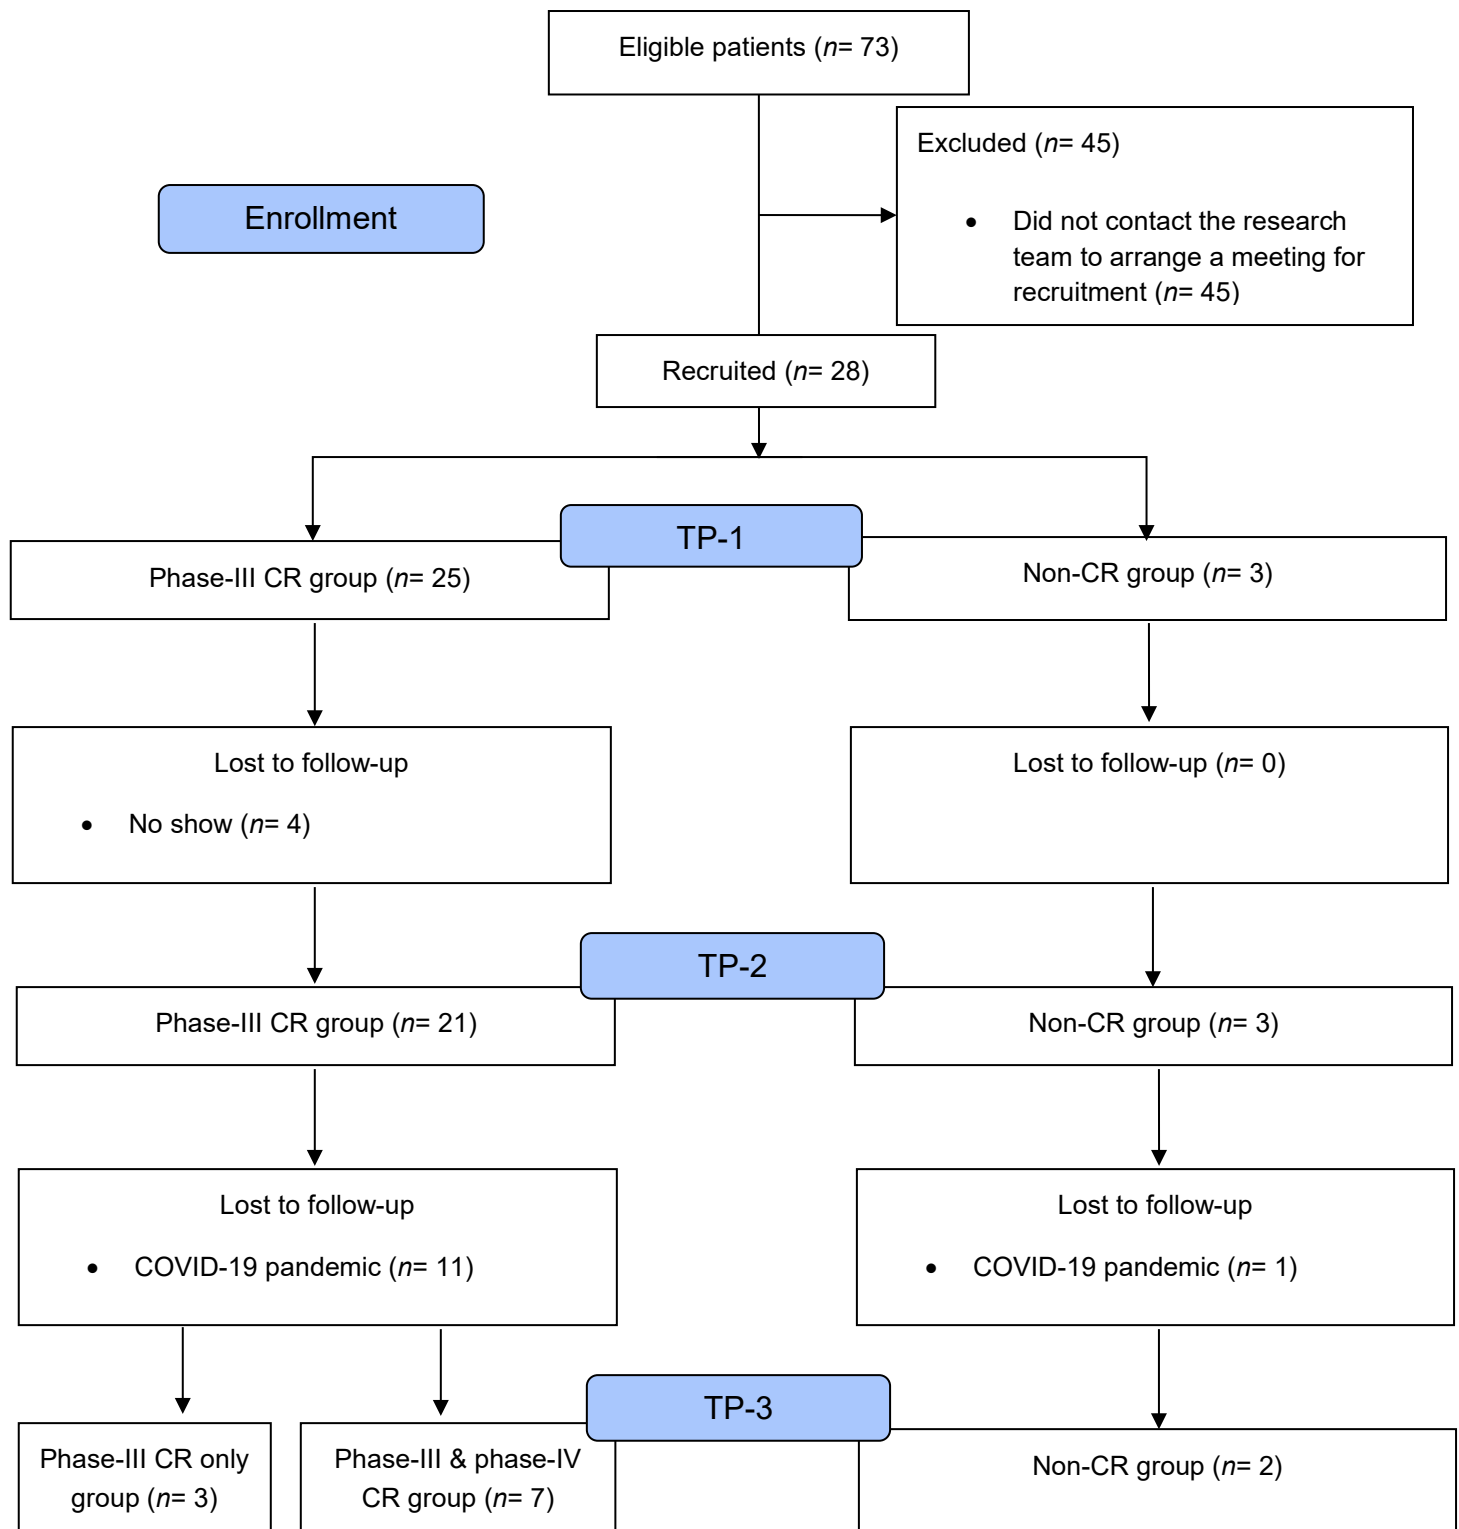 Eligible patients (n= 73)
Excluded (n= 45)
• Did not contact the research
team to arrange a meeting for
recruitment (n= 45)
Enrollment
Recruited (n= 28)
TP-1
Phase-III CR group (n= 25)
Non-CR group (n= 3)
Lost to follow-up
• No show (n= 4)
Lost to follow-up (n= 0)
TP-2
Phase-III CR group (n= 21)
Non-CR group (n= 3)
Lost to follow-up
• COVID-19 pandemic (n= 11)
Lost to follow-up
• COVID-19 pandemic (n= 1)
TP-3
Phase-III CR only
group (n= 3)
Phase-III & phase-IV
CR group (n= 7)
Non-CR group (n= 2)